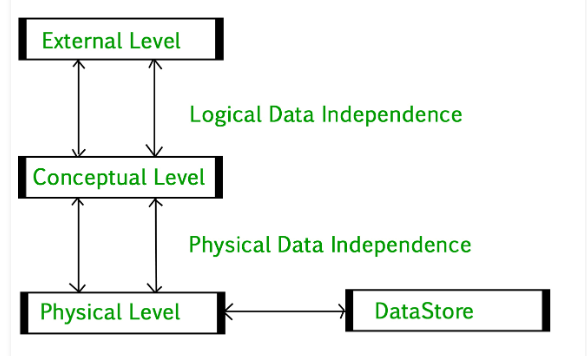 External Level
Logical Data Independence
Conceptual Level
Physical Data Independence
Physical Level
DataStore